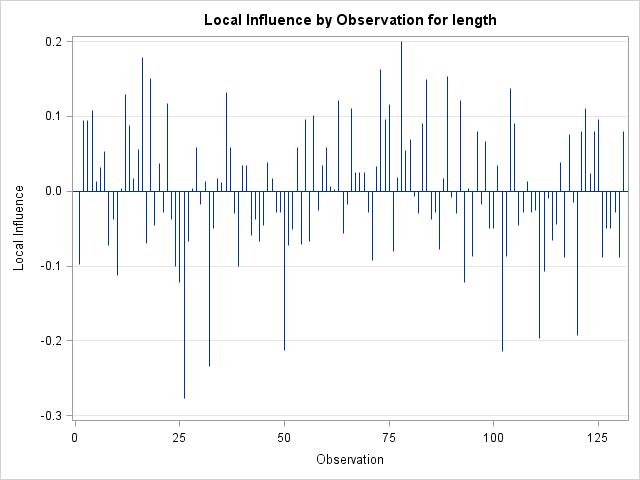 Local Influence by Observation for length
0.2
0.1
0.0
-0.1
-0.2
-0.3
Local Influence
0 25 50 75 100 125
Observation